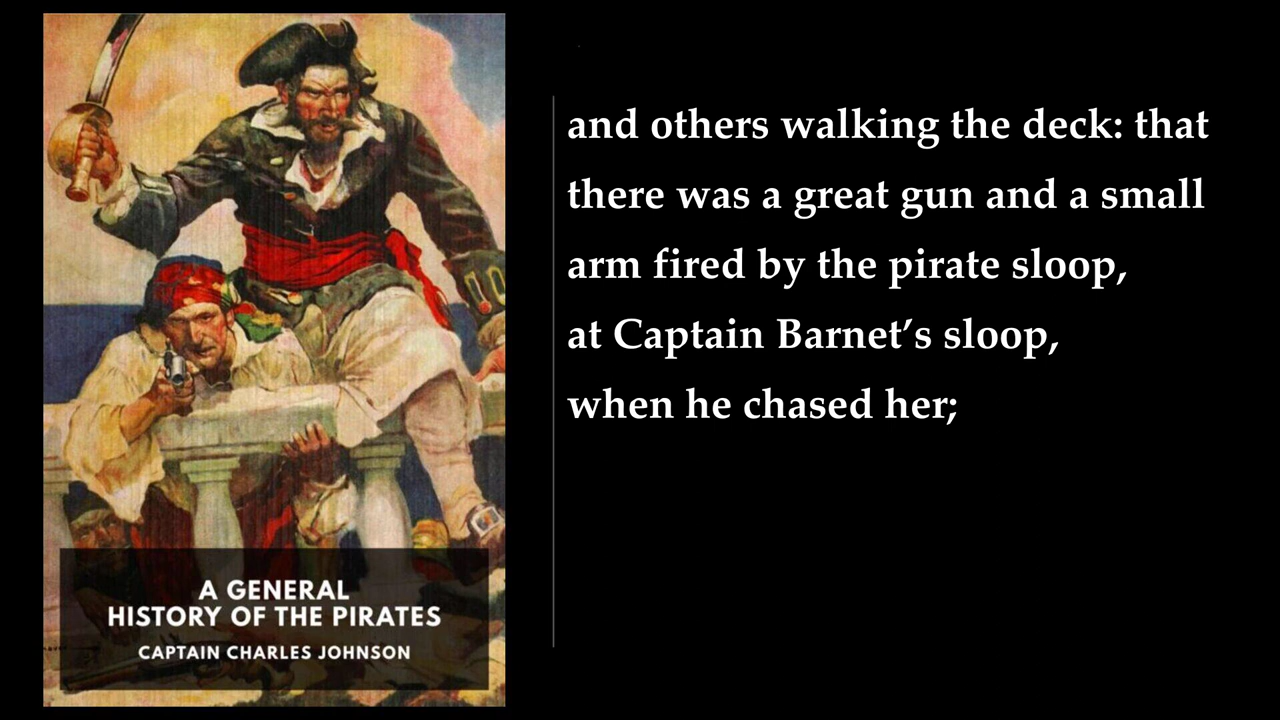 and others walking the deck: that
there was a great gun and a small
arm fired by the pirate sloop,
at Captain Barnet’s sloop,
when he chased her;
A GENERAL
HISTORY OF THE PIRATES
CAPTAIN CHARLES JOHNSON